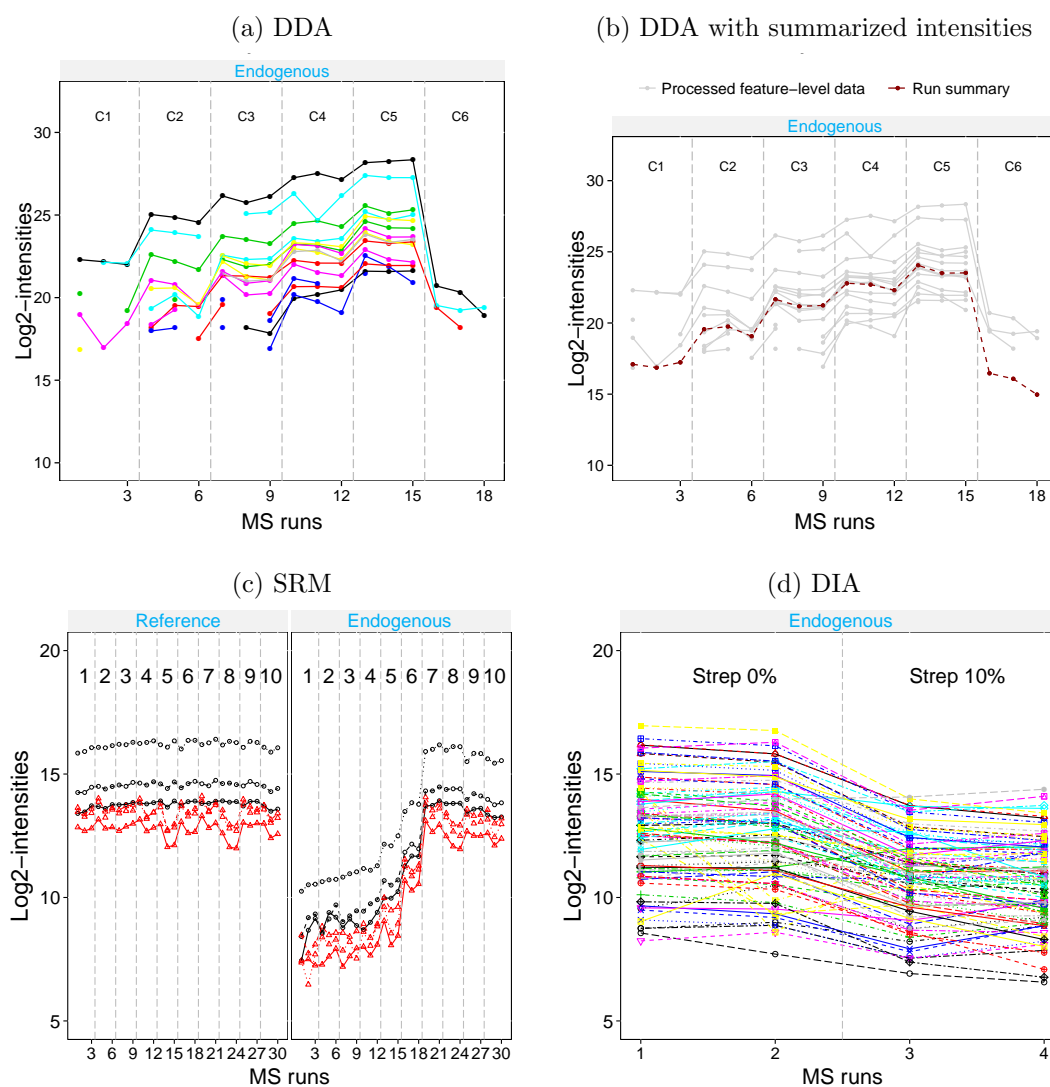 (a) DDA
Endogenous
C1 C2 C3 C4 C5 C6
30
25
20
15
10
3 6 9 12 15 18
Log2-intensities
MS runs
(b) DDA with summarized intensities
Processed feature-level data Run summary
Endogenous
C1 C2 C3 C4 C5 C6
30
25
20
15
10
3 6 9 12 15 18
Log2-intensities
MS runs
(c) SRM
Reference Endogenous
1 2 3 4 5 6 7 8 9 10 1 2 3 4 5 6 7 8 9 10
20
15
10
5
3 6 9 12 15 18 21 24 27 30 3 6 9 12 15 18 21 24 27 30
Log2-intensities
MS runs
(d) DIA
Endogenous
Strep 0% Strep 10%
20
15
10
5
1 2 3 4
Log2-intensities
MS runs